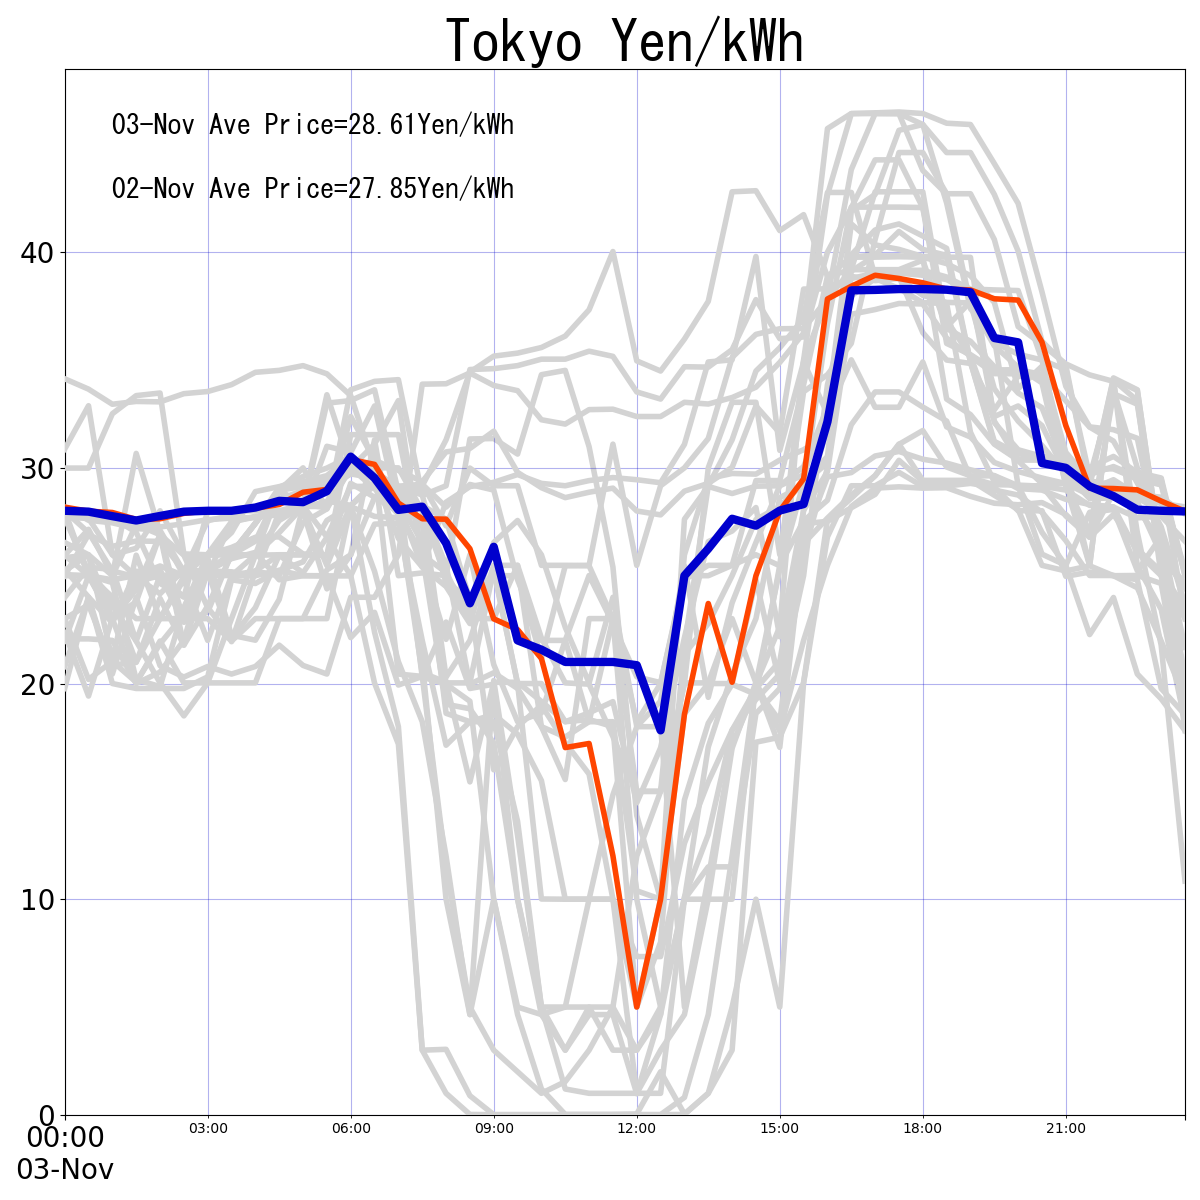 Tokyo Yen/kWh
03-Nov Ave Price=28.61Yen/kWh
02-Nov Ave Price=27.85Yen/kWh
40
30
20
10
0
00:00 03:00 06:00 09:00 12:00 15:00 18:00 21:00
03-Nov